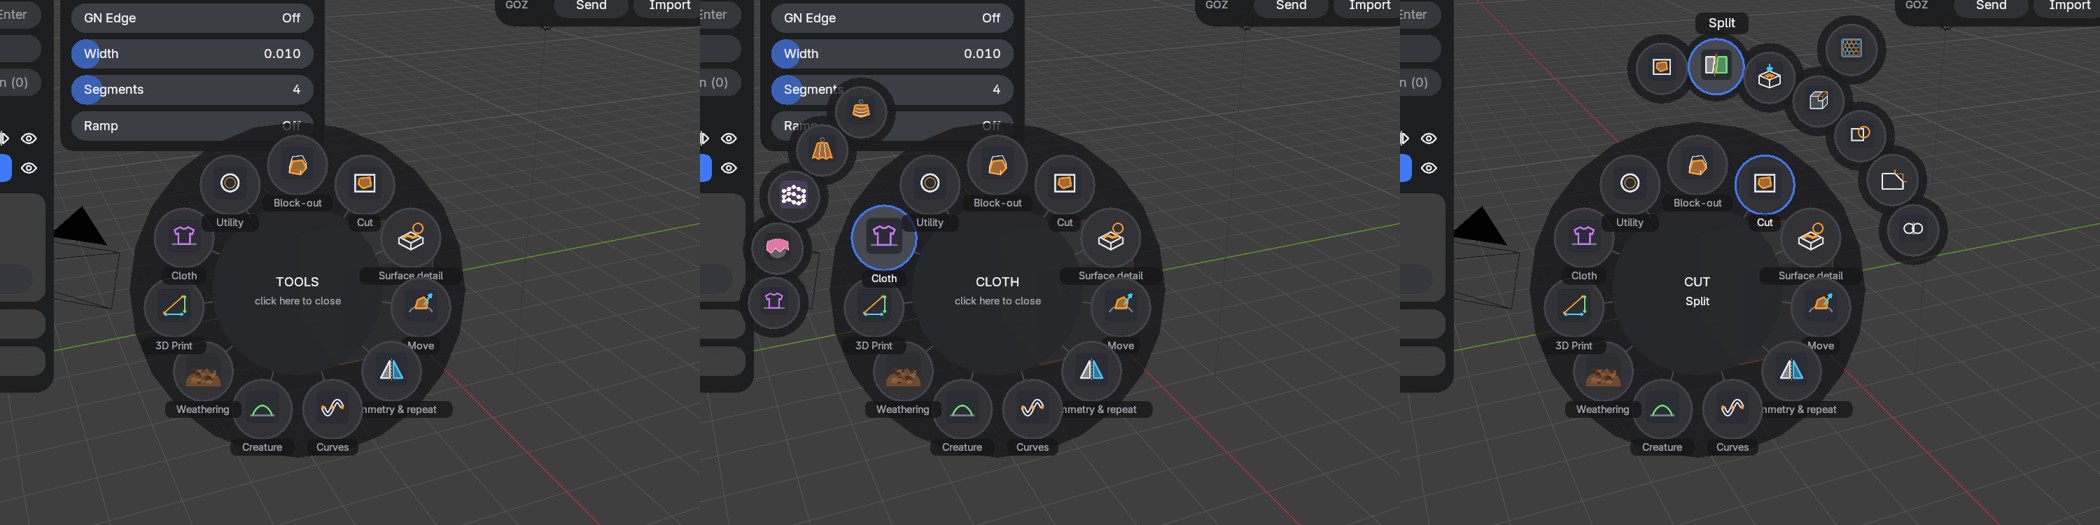 Enter
n (0)
GN Edge Off
Width 0.010
Segments 4
Ramp Off
GOZ Send Import
Block-out
Utility
Cut
Cloth
Surface detail
TOOLS
click here to close
3D Print
Move
Weathering
mmetry & repeat
Creature
Curves
Enter
n (0)
GN Edge Off
Width 0.010
Segments 4
Ram Off
GOZ Send Import
Block-out
Utility
Cut
Cloth
Surface detail
CLOTH
click here to close
3D Print
Move
Weathering
mmetry & repeat
Creature
Curves
Enter
n (0)
GOZ Send Import
Split
Block-out
Utility
Cut
Cloth
Surface detail
CUT
Split
3D Print
Move
Weathering
mmetry & repeat
Creature
Curves